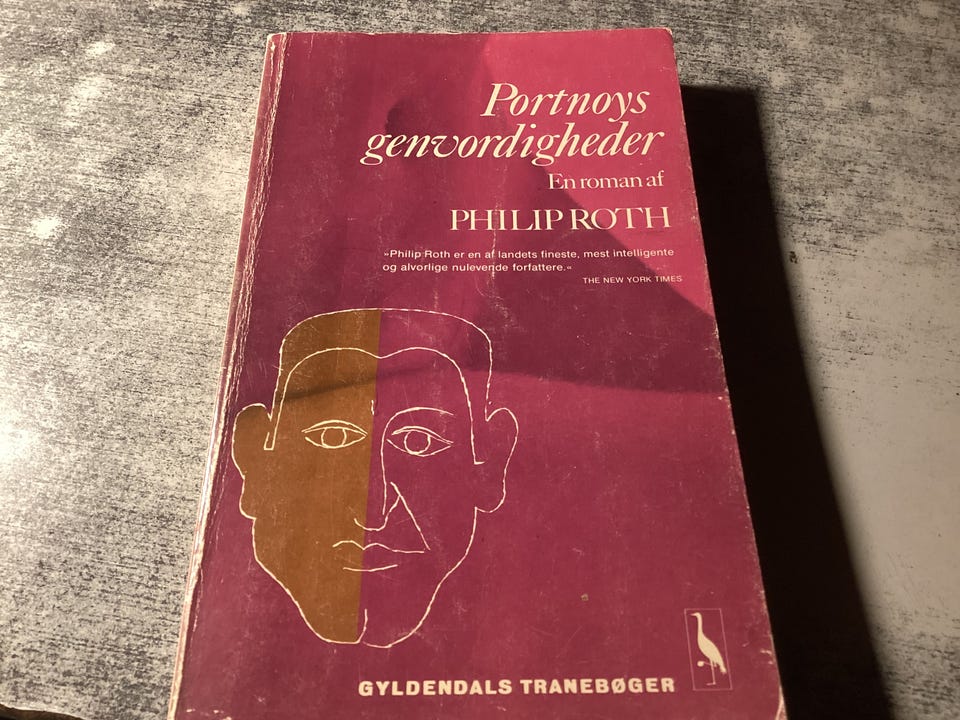 Portnoys
genvordigheder
En roman af
PHILIP ROTH
»Philip Roth er en af landets fineste, mest intelligente
og alvorlige nulevende forfattere.«
THE NEW YORK TIMES
GYLDENDALS TRANEBØGER